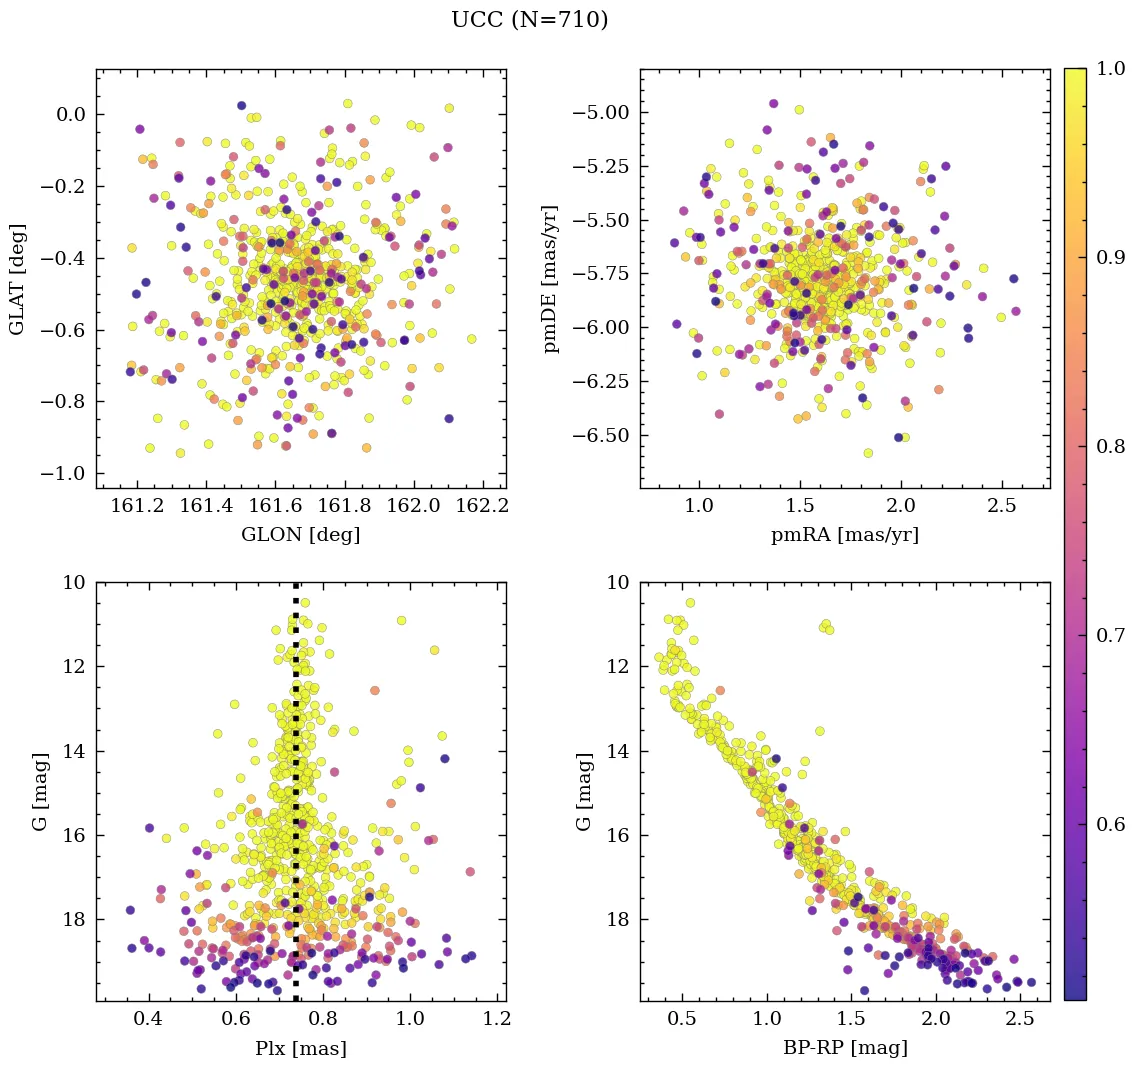 UCC (N=710)
0.0
−0.2
−0.4
−0.6
−0.8
−1.0
GLAT [deg]
161.2 161.4 161.6 161.8 162.0 162.2
GLON [deg]
−5.00
−5.25
−5.50
−5.75
−6.00
−6.25
−6.50
pmDE [mas/yr]
1.0 1.5 2.0 2.5
pmRA [mas/yr]
10
12
14
16
18
G [mag]
0.4 0.6 0.8 1.0 1.2
Plx [mas]
10
12
14
16
18
G [mag]
0.5 1.0 1.5 2.0 2.5
BP-RP [mag]
1.0
0.9
0.8
0.7
0.6